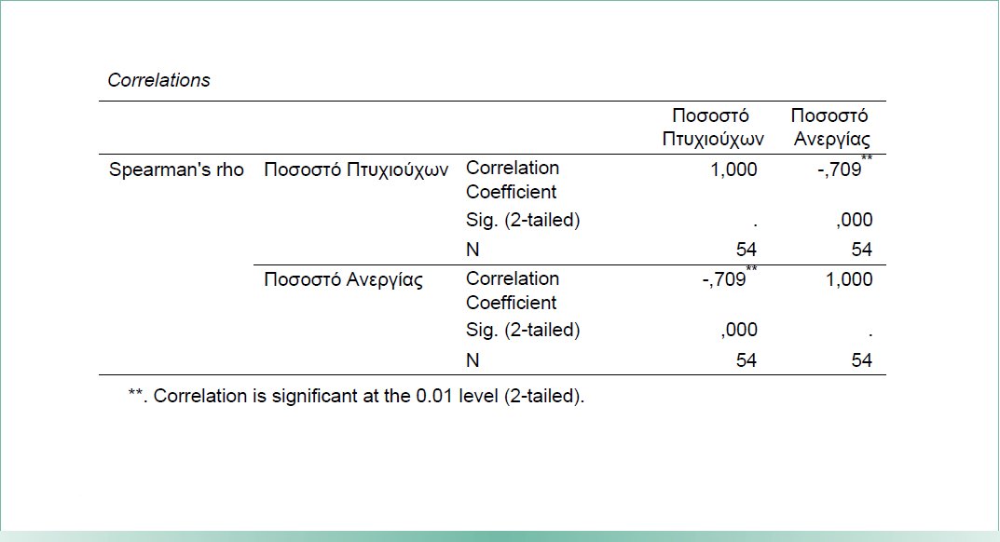 Correlations
Ποσοστό Πτυχιούχων Ποσοστό Ανεργίας
Spearman's rho Ποσοστό Πτυχιούχων Correlation Coefficient 1,000 -,709**
Sig. (2-tailed) . ,000
N 54 54
Ποσοστό Ανεργίας Correlation Coefficient -,709** 1,000
Sig. (2-tailed) ,000 .
N 54 54
**. Correlation is significant at the 0.01 level (2-tailed).